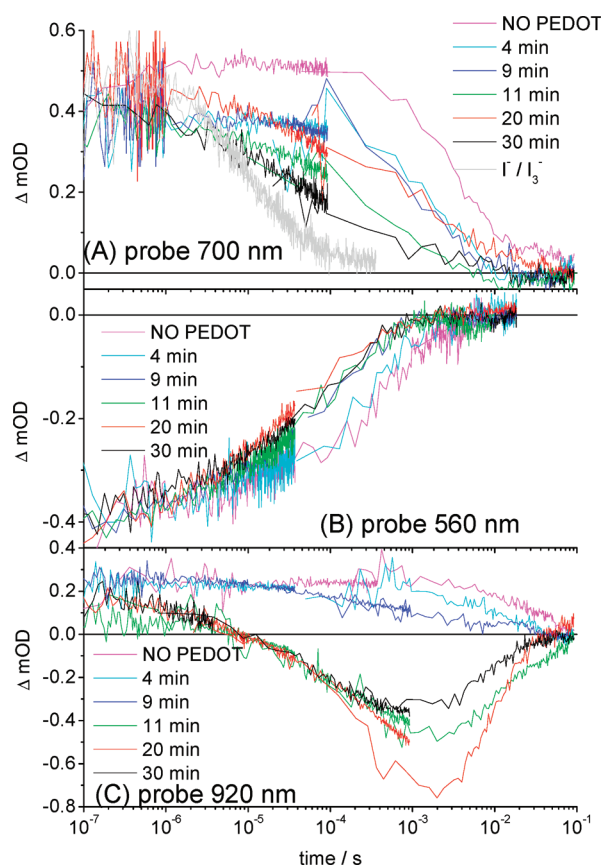 0.6
0.4
0.2
0.0
Δ mOD
NO PEDOT
4 min
9 min
11 min
20 min
30 min
I⁻ / I₃⁻
(A) probe 700 nm
0.0
-0.2
-0.4
Δ mOD
NO PEDOT
4 min
9 min
11 min
20 min
30 min
(B) probe 560 nm
0.4
0.2
0.0
-0.2
-0.4
-0.6
-0.8
Δ mOD
NO PEDOT
4 min
9 min
11 min
20 min
30 min
(C) probe 920 nm
10⁻⁷ 10⁻⁶ 10⁻⁵ 10⁻⁴ 10⁻³ 10⁻² 10⁻¹
time / s